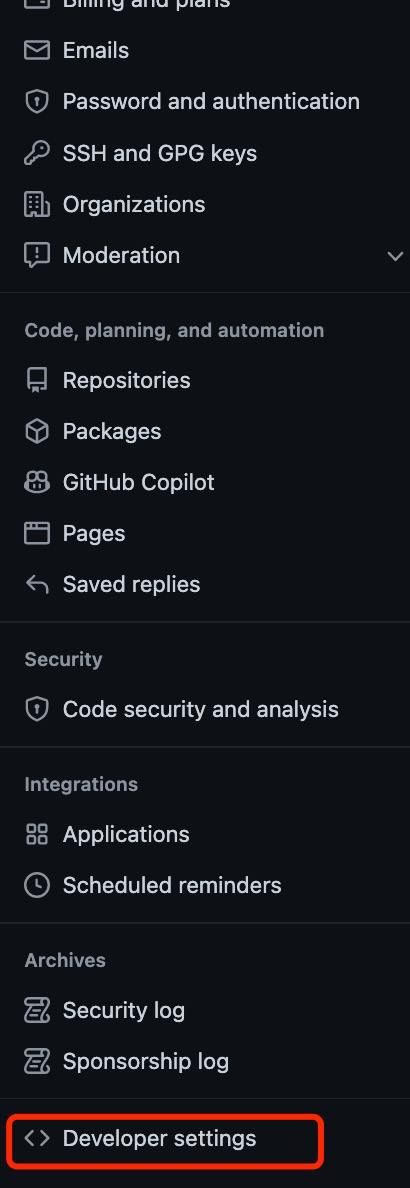 Billing and plans
Emails
Password and authentication
SSH and GPG keys
Organizations
Moderation
Code, planning, and automation
Repositories
Packages
GitHub Copilot
Pages
Saved replies
Security
Code security and analysis
Integrations
Applications
Scheduled reminders
Archives
Security log
Sponsorship log
Developer settings